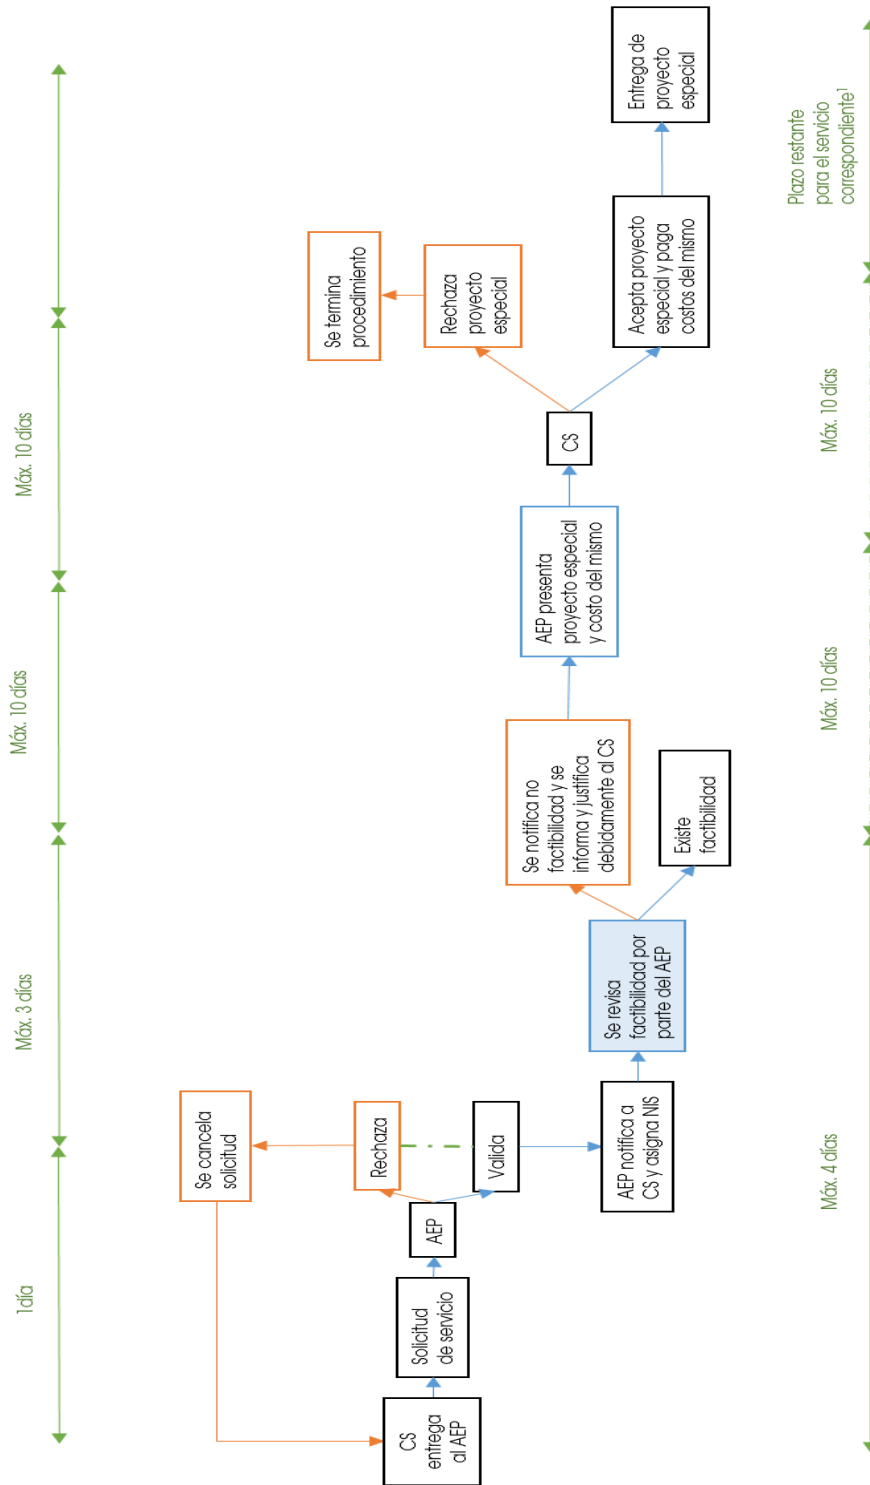 1día
Máx. 3 días
Máx. 10 días
Máx. 10 días
Se cancela
solicitud
Se termina
procedimiento
Rechaza
Rechaza
proyecto
especial
CS
entrega
al AEP
Solicitud
de servicio
AEP
Valida
AEP notifica a
CS y asigna NIS
Se revisa
factibilidad por
parte del AEP
Se notifica no
factibilidad y se
informa y justifica
debidamente al CS
Existe
factibilidad
AEP presenta
proyecto especial
y costo del mismo
CS
Acepta proyecto
especial y paga
costos del mismo
Entrega de
proyecto
especial
Máx. 4 días
Máx. 10 días
Máx. 10 días
Plazo restante
para el servicio
correspondiente¹